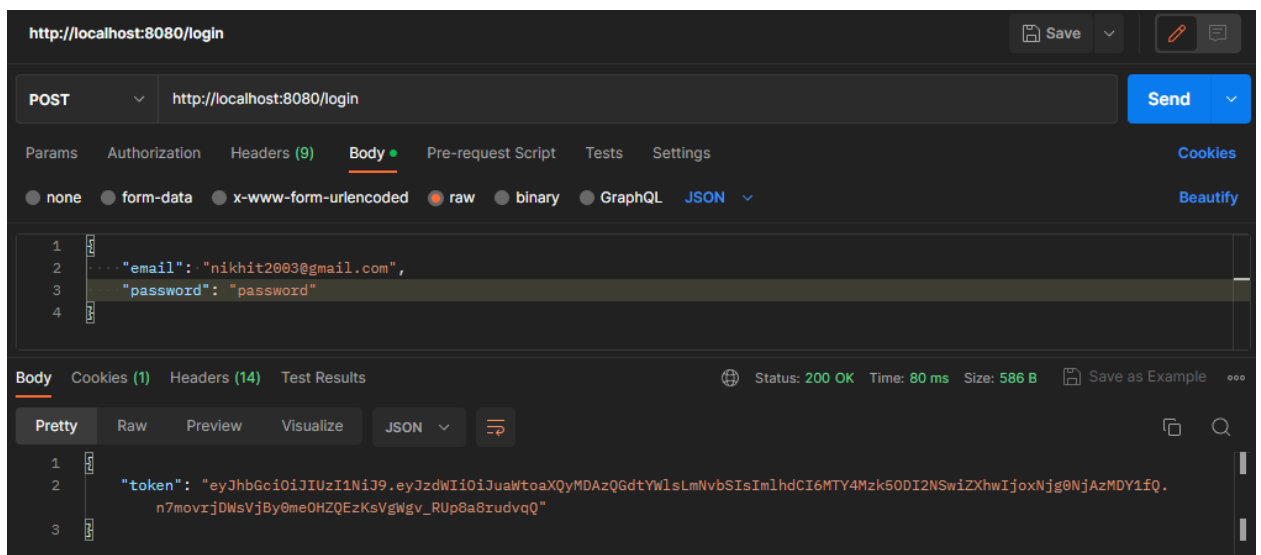 http://localhost:8080/login Save
POST http://localhost:8080/login Send
Params Authorization Headers (9) Body Pre-request Script Tests Settings Cookies
none form-data x-www-form-urlencoded raw binary GraphQL JSON Beautify
1 {
2 "email": "nikhit2003@gmail.com",
3 "password": "password"
4 }
Body Cookies (1) Headers (14) Test Results Status: 200 OK Time: 80 ms Size: 586 B Save as Example
Pretty Raw Preview Visualize JSON
1 {
2 "token": "eyJhbGciOiJIUzI1NiJ9.eyJzdWIiOiJuaWtoaXQyMDAzQGdtYWlsLmNvbSIsImlhdCI6MTY4Mzk5ODI2NSwiZXhwIjoxNjg0NjAzMDY1fQ.
n7movrjDWsVjBy0meOHZQEzKsVgWgv_RUp8a8rudvqQ"
3 }